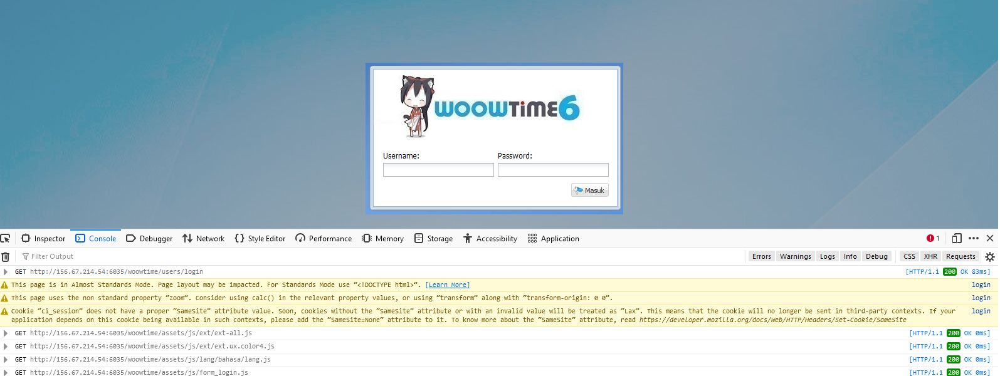 WOOWTIME6
Username: Password:
Masuk
Inspector Console Debugger Network Style Editor Performance Memory Storage Accessibility Application 1
Filter Output Errors Warnings Logs Info Debug CSS XHR Requests
GET http://156.67.214.54:6035/woowtime/users/login [HTTP/1.1 200 OK 83ms]
This page is in Almost Standards Mode. Page layout may be impacted. For Standards Mode use “<!DOCTYPE html>”. [Learn More] login
This page uses the non standard property “zoom”. Consider using calc() in the relevant property values, or using “transform” along with “transform-origin: 0 0”. login
Cookie “ci_session” does not have a proper “SameSite” attribute value. Soon, cookies without the “SameSite” attribute or with an invalid value will be treated as “Lax”. This means that the cookie will no longer be sent in third-party contexts. If your login
application depends on this cookie being available in such contexts, please add the “SameSite=None“ attribute to it. To know more about the “SameSite“ attribute, read https://developer.mozilla.org/docs/Web/HTTP/Headers/Set-Cookie/SameSite
GET http://156.67.214.54:6035/woowtime/assets/js/ext/ext-all.js [HTTP/1.1 200 OK 0ms]
GET http://156.67.214.54:6035/woowtime/assets/js/ext/ext.ux.color4.js [HTTP/1.1 200 OK 0ms]
GET http://156.67.214.54:6035/woowtime/assets/js/lang/bahasa/lang.js [HTTP/1.1 200 OK 0ms]
GET http://156.67.214.54:6035/woowtime/assets/js/form_login.js [HTTP/1.1 200 OK 0ms]